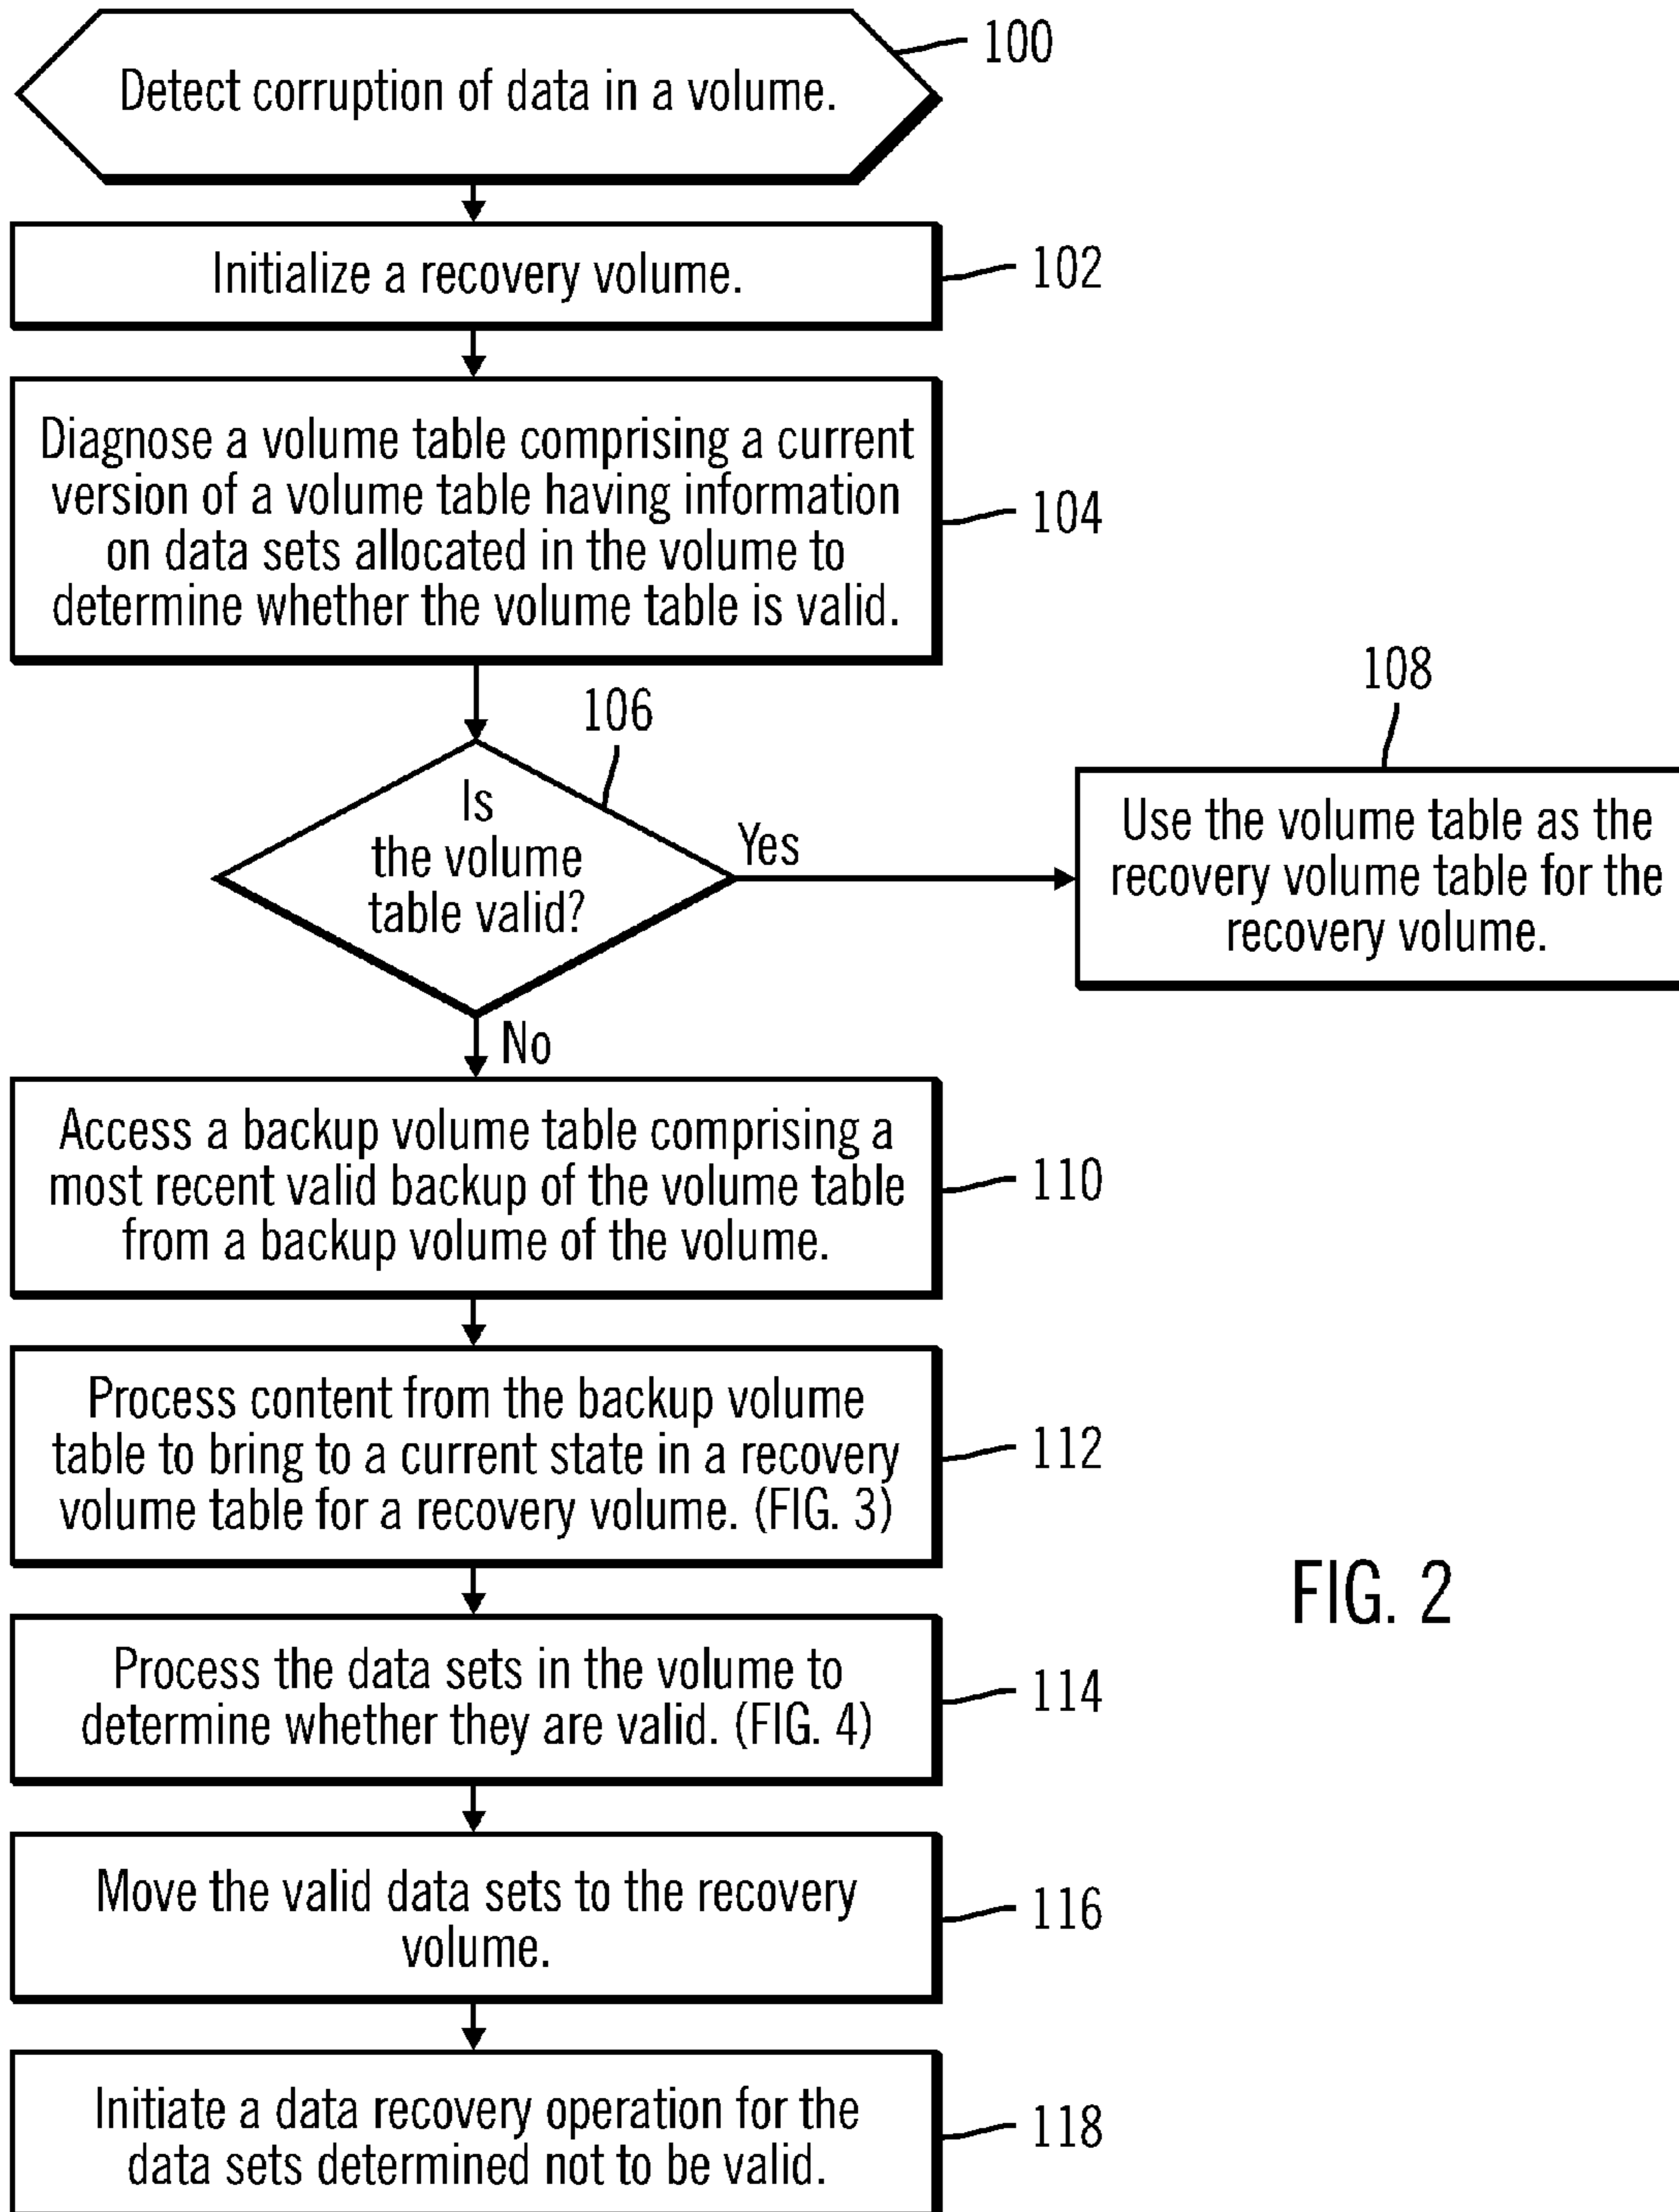 Detect corruption of data in a volume.
100
Initialize a recovery volume.
102
Diagnose a volume table comprising a current
version of a volume table having information
on data sets allocated in the volume to
determine whether the volume table is valid.
104
106
Is
the volume
table valid?
Yes
108
Use the volume table as the
recovery volume table for the
recovery volume.
No
Access a backup volume table comprising a
most recent valid backup of the volume table
from a backup volume of the volume.
110
Process content from the backup volume
table to bring to a current state in a recovery
volume table for a recovery volume. (FIG. 3)
112
Process the data sets in the volume to
determine whether they are valid. (FIG. 4)
114
Move the valid data sets to the recovery
volume.
116
Initiate a data recovery operation for the
data sets determined not to be valid.
118
FIG. 2